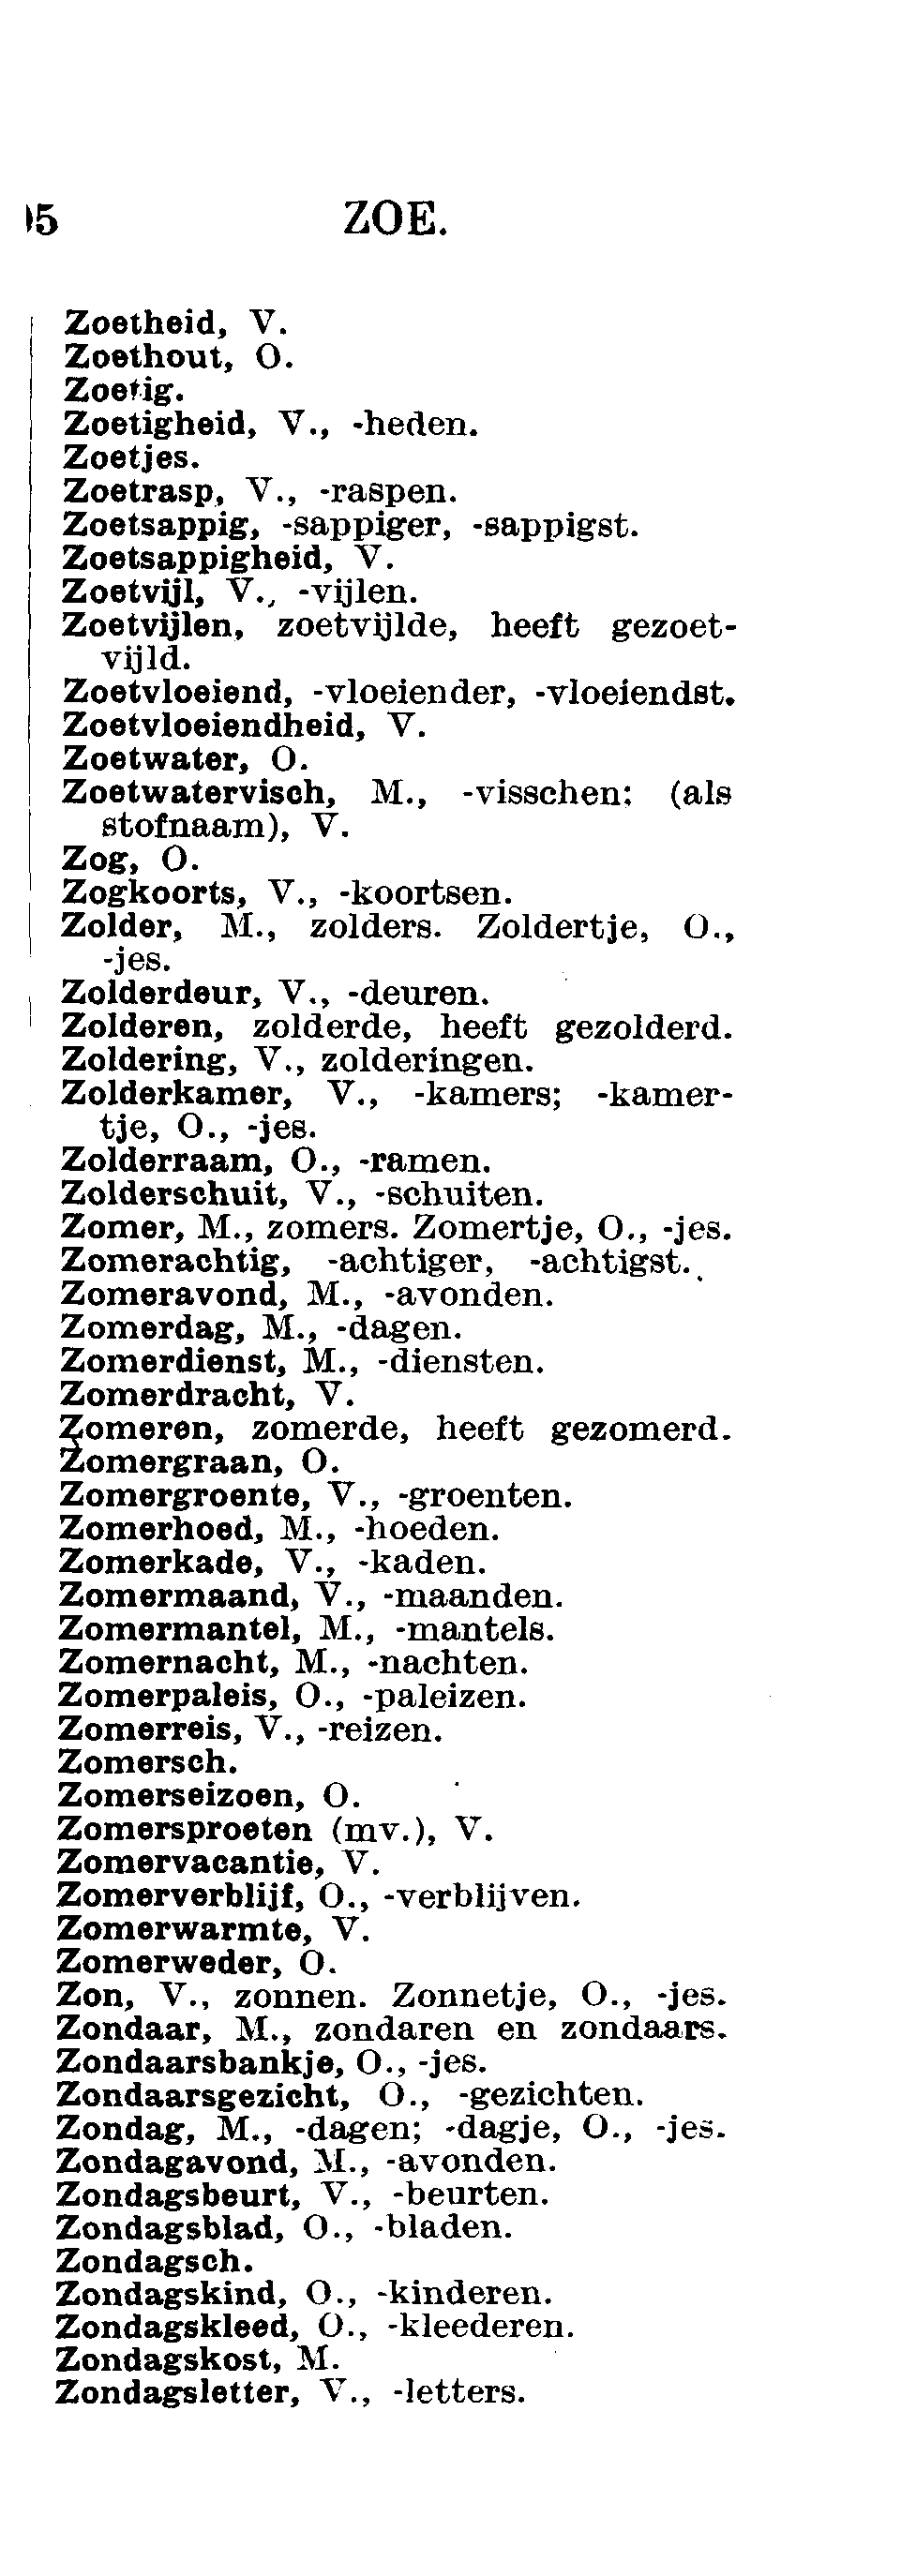 5 ZOE.
Zoetheid, V.
Zoethout, O.
Zoetig.
Zoetigheid, V., -heden.
Zoetjes.
Zoetrasp, V., -raspen.
Zoetsappig, -sappiger, -sappigst.
Zoetsappigheid, V.
Zoetvijl, V., -vijlen.
Zoetvijlen, zoetvijlde, heeft gezoet-
vijld.
Zoetvloeiend, -vloeiender, -vloeiendst.
Zoetvloeiendheid, V.
Zoetwater, O.
Zoetwatervisch, M., -visschen; (als
stofnaam), V.
Zog, O.
Zogkoorts, V., -koortsen.
Zolder, M., zolders. Zoldertje, O.,
-jes.
Zolderdeur, V., -deuren.
Zolderen, zolderde, heeft gezolderd.
Zoldering, V., zolderingen.
Zolderkamer, V., -kamers; -kamer-
tje, O., -jes.
Zolderraam, O., -ramen.
Zolderschuit, V., -schuiten.
Zomer, M., zomers. Zomertje, O., -jes.
Zomerachtig, -achtiger, -achtigst.
Zomeravond, M., -avonden.
Zomerdag, M., -dagen.
Zomerdienst, M., -diensten.
Zomerdracht, V.
Zomeren, zomerde, heeft gezomerd.
Zomergraan, O.
Zomergroente, V., -groenten.
Zomerhoed, M., -hoeden.
Zomerkade, V., -kaden.
Zomermaand, V., -maanden.
Zomermantel, M., -mantels.
Zomernacht, M., -nachten.
Zomerpaleis, O., -paleizen.
Zomerreis, V., -reizen.
Zomersch.
Zomerseizoen, O.
Zomersproeten (mv.), V.
Zomervacantie, V.
Zomerverblijf, O., -verblijven.
Zomerwarmte, V.
Zomerweder, O.
Zon, V., zonnen. Zonnetje, O., -jes.
Zondaar, M., zondaren en zondaars.
Zondaarsbankje, O., -jes.
Zondaarsgezicht, O., -gezichten.
Zondag, M., -dagen; -dagje, O., -jes.
Zondagavond, M., -avonden.
Zondagsbeurt, V., -beurten.
Zondagsblad, O., -bladen.
Zondagsch.
Zondagskind, O., -kinderen.
Zondagskleed, O., -kleederen.
Zondagskost, M.
Zondagsletter, V., -letters.